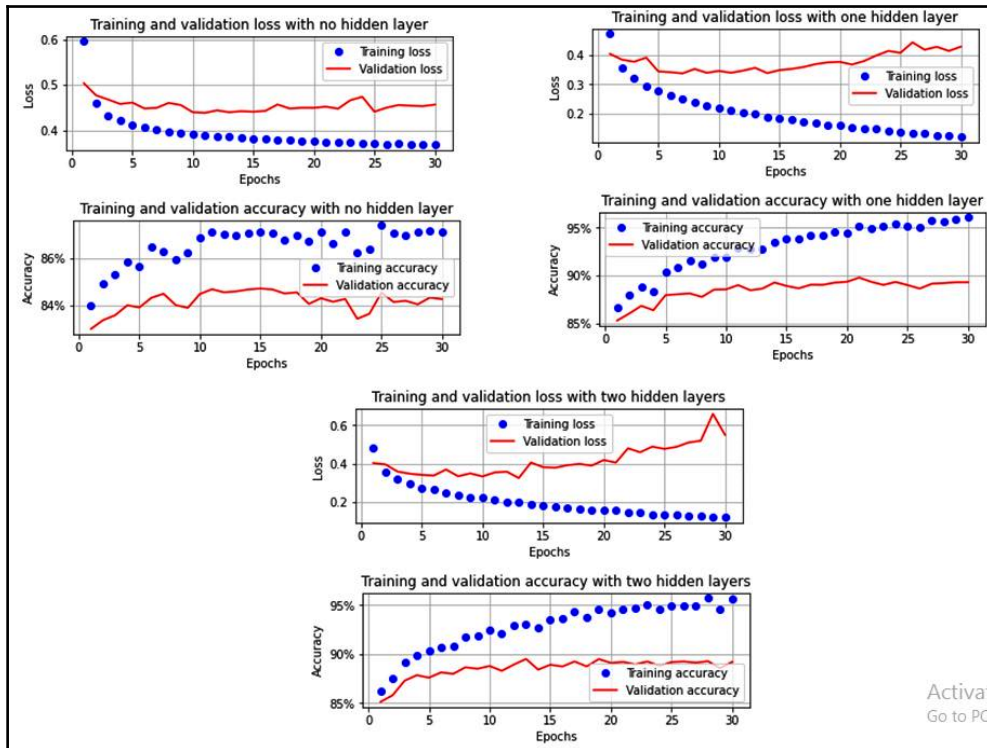 Training and validation loss with no hidden layer
0.6
0.5
0.4
Loss
Training loss
Validation loss
0 5 10 15 20 25 30
Epochs
Training and validation loss with one hidden layer
0.4
0.3
0.2
Loss
Training loss
Validation loss
0 5 10 15 20 25 30
Epochs
Training and validation accuracy with no hidden layer
86%
84%
Accuracy
Training accuracy
Validation accuracy
0 5 10 15 20 25 30
Epochs
Training and validation accuracy with one hidden layer
95%
90%
85%
Accuracy
Training accuracy
Validation accuracy
0 5 10 15 20 25 30
Epochs
Training and validation loss with two hidden layers
0.6
0.4
0.2
Loss
Training loss
Validation loss
0 5 10 15 20 25 30
Epochs
Training and validation accuracy with two hidden layers
95%
90%
85%
Accuracy
Training accuracy
Validation accuracy
0 5 10 15 20 25 30
Epochs
Activa
Go to PC